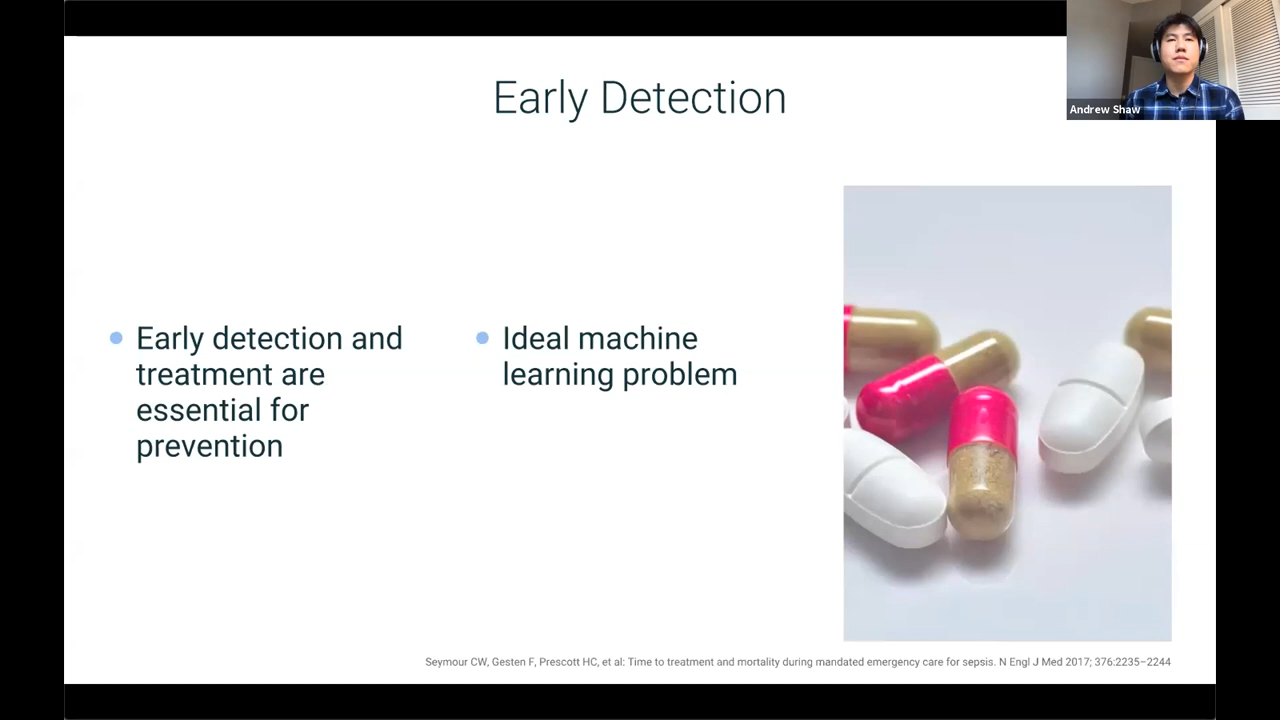 Early Detection
Andrew Shaw
Early detection and
treatment are
essential for
prevention
Ideal machine
learning problem
Seymour CW, Gesten F, Prescott HC, et al: Time to treatment and mortality during mandated emergency care for sepsis. N Engl J Med 2017; 376:2235–2244